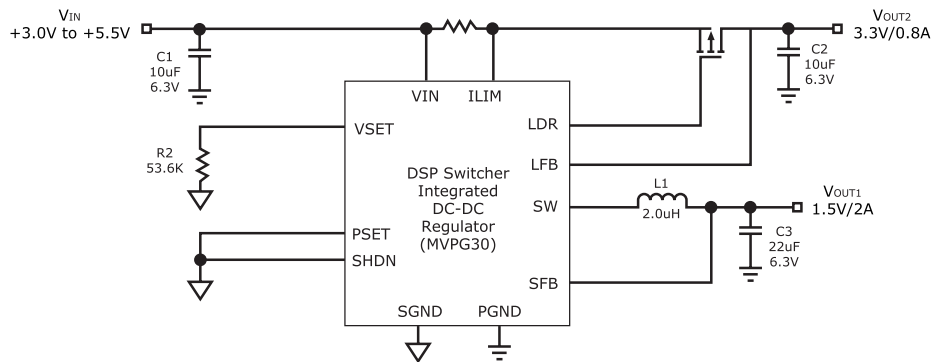 VIN
+3.0V to +5.5V
C1
10uF
6.3V
VOUT2
3.3V/0.8A
C2
10uF
6.3V
VIN
ILIM
VSET
LDR
R2
53.6K
LFB
DSP Switcher
Integrated
DC-DC
Regulator
(MVPG30)
SW
L1
2.0uH
VOUT1
1.5V/2A
C3
22uF
6.3V
PSET
SHDN
SFB
SGND
PGND